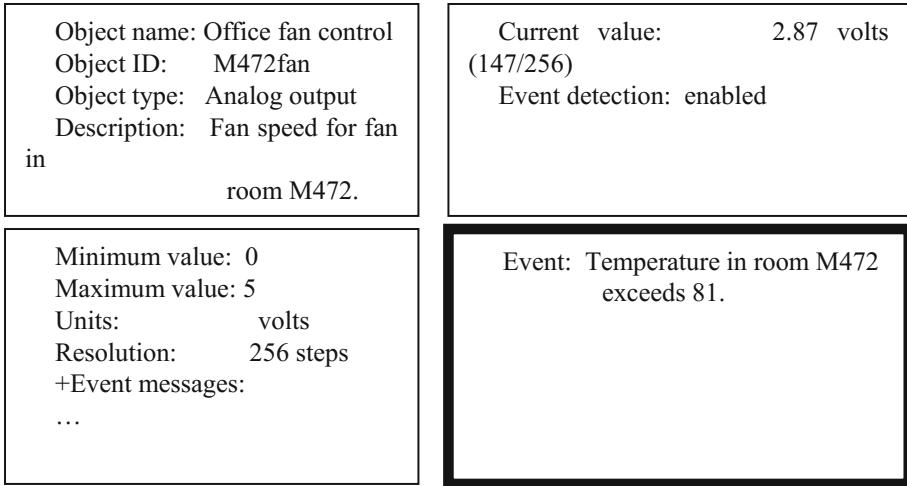 Object name: Office fan control
Object ID: M472fan
Object type: Analog output
Description: Fan speed for fan
in
room M472.
Current value: 2.87 volts
(147/256)
Event detection: enabled
Minimum value: 0
Maximum value: 5
Units: volts
Resolution: 256 steps
+Event messages:
…
Event: Temperature in room M472
exceeds 81.